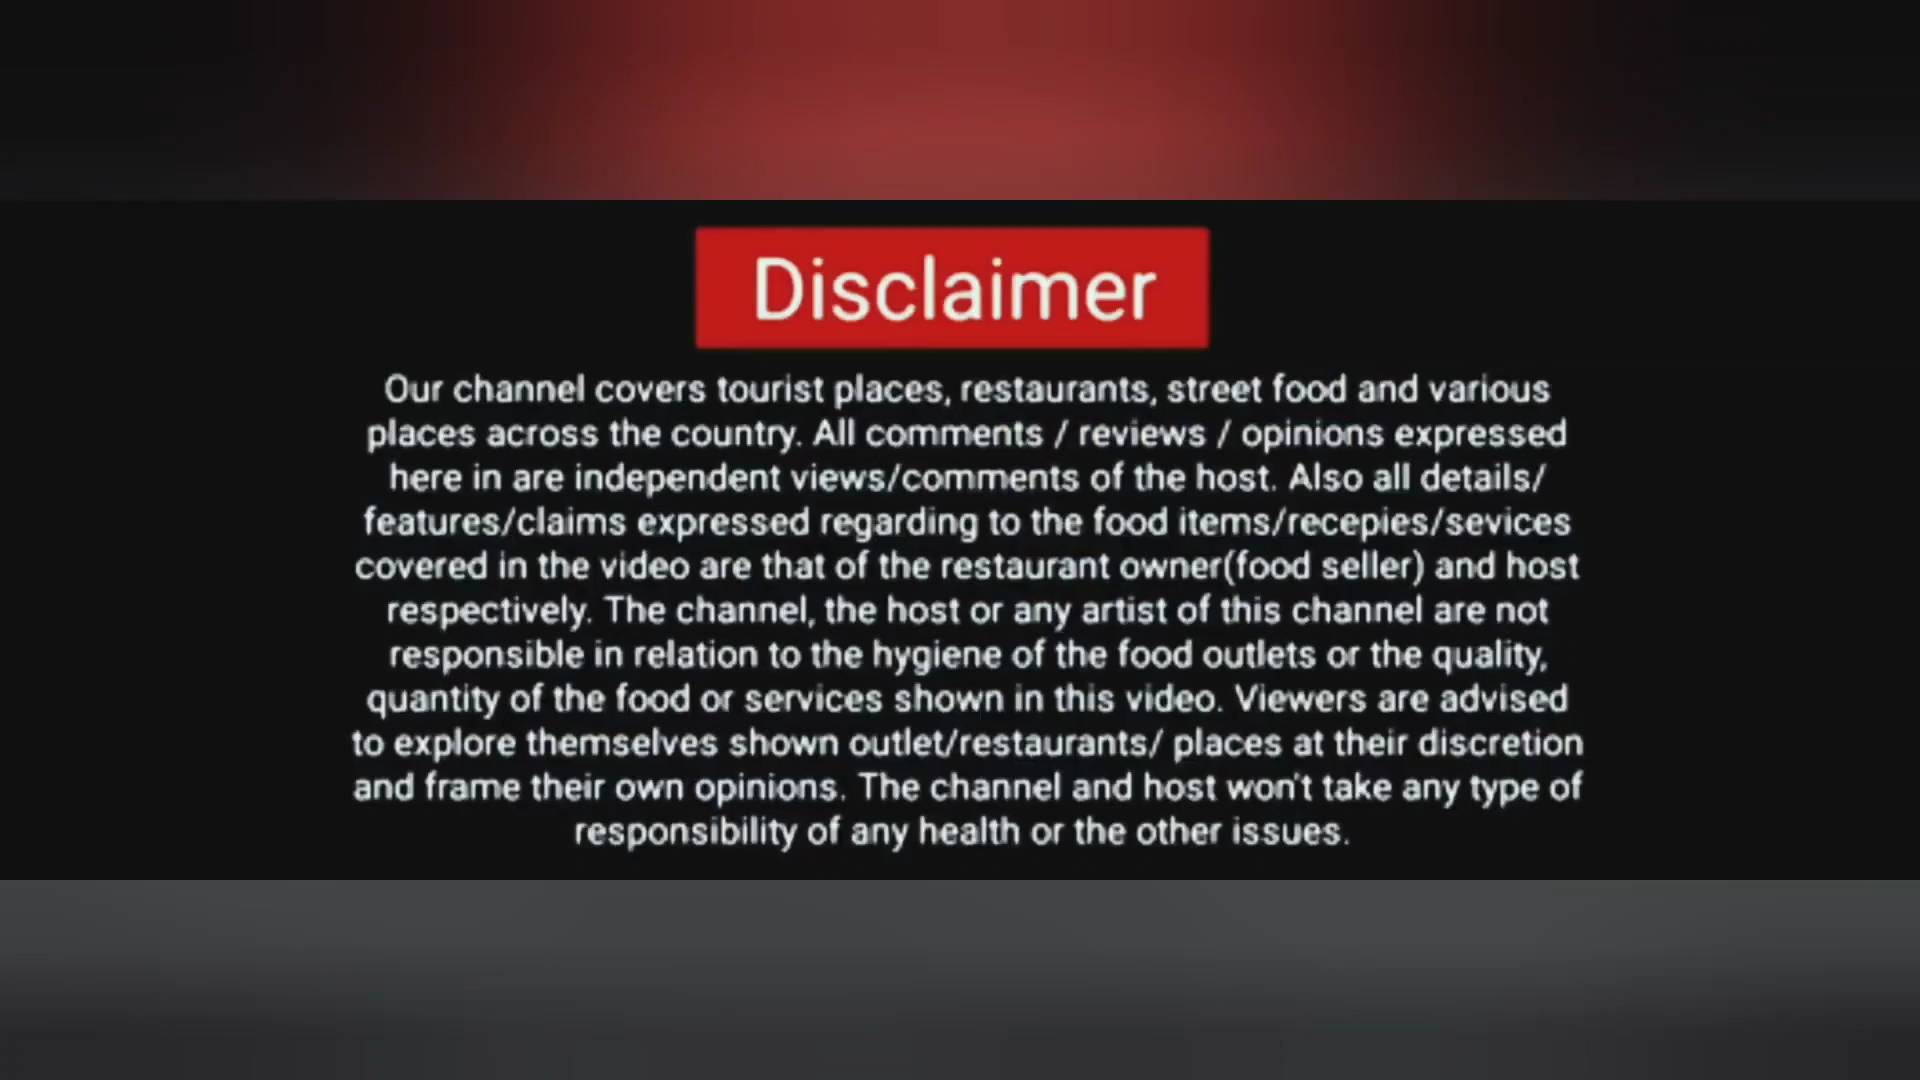 Disclaimer
Our channel covers tourist places, restaurants, street food and various
places across the country. All comments / reviews / opinions expressed
here in are independent views/comments of the host. Also all details/
features/claims expressed regarding to the food items/recepies/sevices
covered in the video are that of the restaurant owner(food seller) and host
respectively. The channel, the host or any artist of this channel are not
responsible in relation to the hygiene of the food outlets or the quality,
quantity of the food or services shown in this video. Viewers are advised
to explore themselves shown outlet/restaurants/ places at their discretion
and frame their own opinions. The channel and host won't take any type of
responsibility of any health or the other issues.